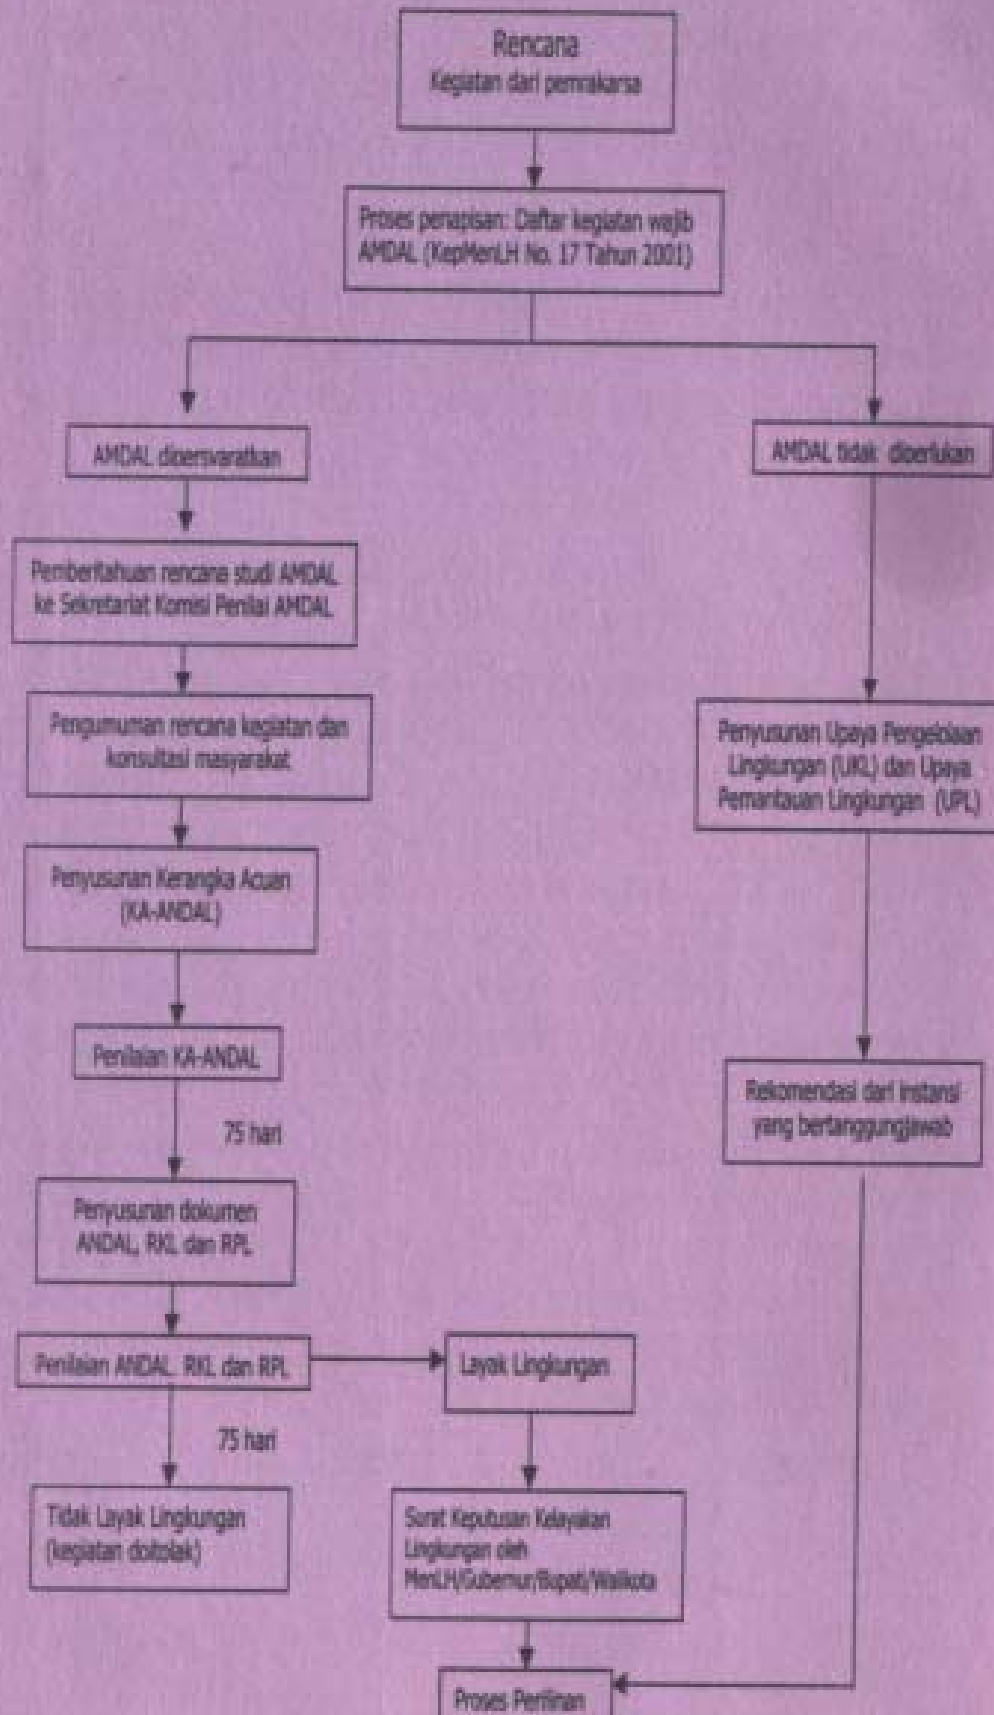 Rencana
Kegiatan dari pemrakarsa
Proses penapisan: Daftar kegiatan wajib
AMDAL (KepMenLH No. 17 Tahun 2001)
AMDAL dipersvaratkan
AMDAL tidak diperlukan
Pemberitahuan rencana studi AMDAL
ke Sekretariat Komisi Penilai AMDAL
Pengumuman rencana kegiatan dan
konsultasi masyarakat
Penyusunan Upaya Pengelolaan
Lingkungan (UKL) dan Upaya
Pemantauan Lingkungan (UPL)
Penyusunan Kerangka Acuan
(KA-ANDAL)
Penilaian KA-ANDAL
Rekomendasi dari instansi
yang bertanggungjawab
75 hari
Penyusunan dokumen
ANDAL, RKL dan RPL
Penilaian ANDAL RKL dan RPL
Layak Lingkungan
75 hari
Tidak Layak Lingkungan
(kegiatan doitolak)
Surat Keputusan Kelayakan
Lingkungan oleh
MenLH/Gubernur/Bupati/Walikota
Proses Perilinan